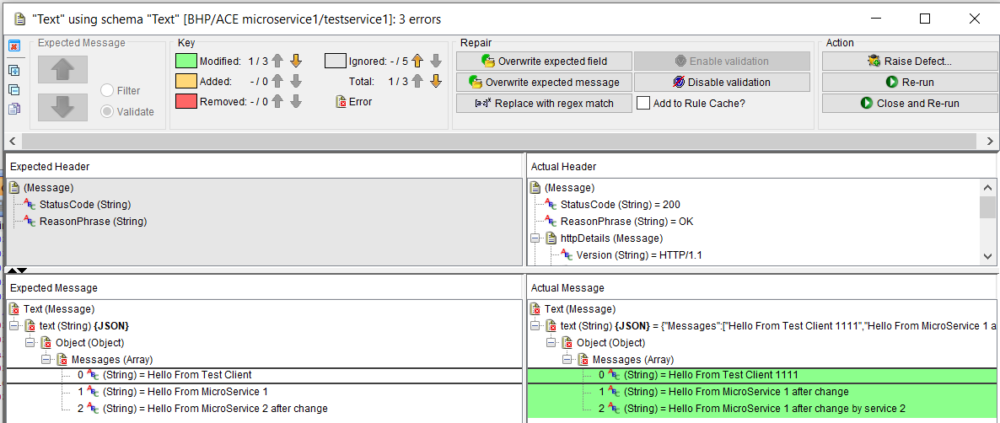 "Text" using schema "Text" [BHP/ACE microservice1/testservice1]: 3 errors
Expected Message
Filter
Validate
Key
Modified: 1 / 3
Added: - / 0
Removed: - / 0
Ignored: - / 5
Total: 1 / 3
Error
Repair
Overwrite expected field
Overwrite expected message
[a-z]* Replace with regex match
Enable validation
Disable validation
Add to Rule Cache?
Action
Raise Defect...
Re-run
Close and Re-run
Expected Header
(Message)
StatusCode (String)
ReasonPhrase (String)
Actual Header
(Message)
StatusCode (String) = 200
ReasonPhrase (String) = OK
httpDetails (Message)
Version (String) = HTTP/1.1
Expected Message
Text (Message)
text (String) {JSON}
Object (Object)
Messages (Array)
0 (String) = Hello From Test Client
1 (String) = Hello From MicroService 1
2 (String) = Hello From MicroService 2 after change
Actual Message
Text (Message)
text (String) {JSON} = {"Messages":["Hello From Test Client 1111","Hello From MicroService 1 a
Object (Object)
Messages (Array)
0 (String) = Hello From Test Client 1111
1 (String) = Hello From MicroService 1 after change
2 (String) = Hello From MicroService 1 after change by service 2